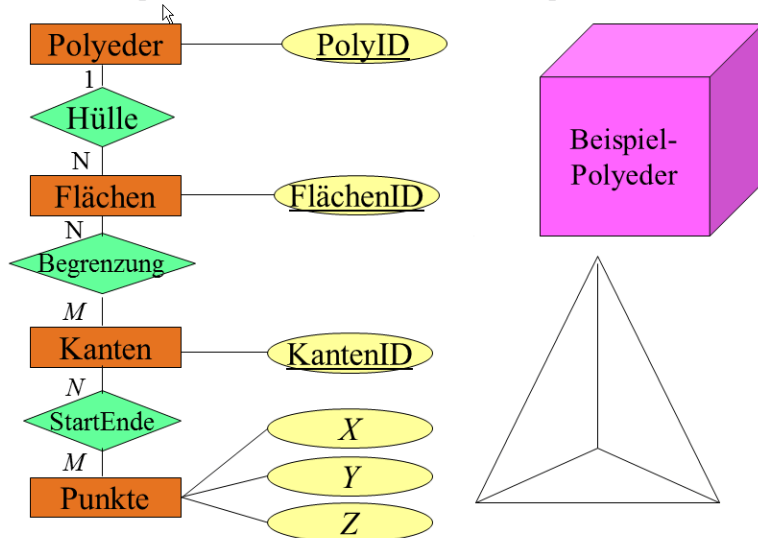 Polyeder
PolyID
1
Hülle
N
Flächen
FlächenID
N
Begrenzung
M
Kanten
KantenID
N
StartEnde
M
Punkte
X
Y
Z
Beispiel-
Polyeder